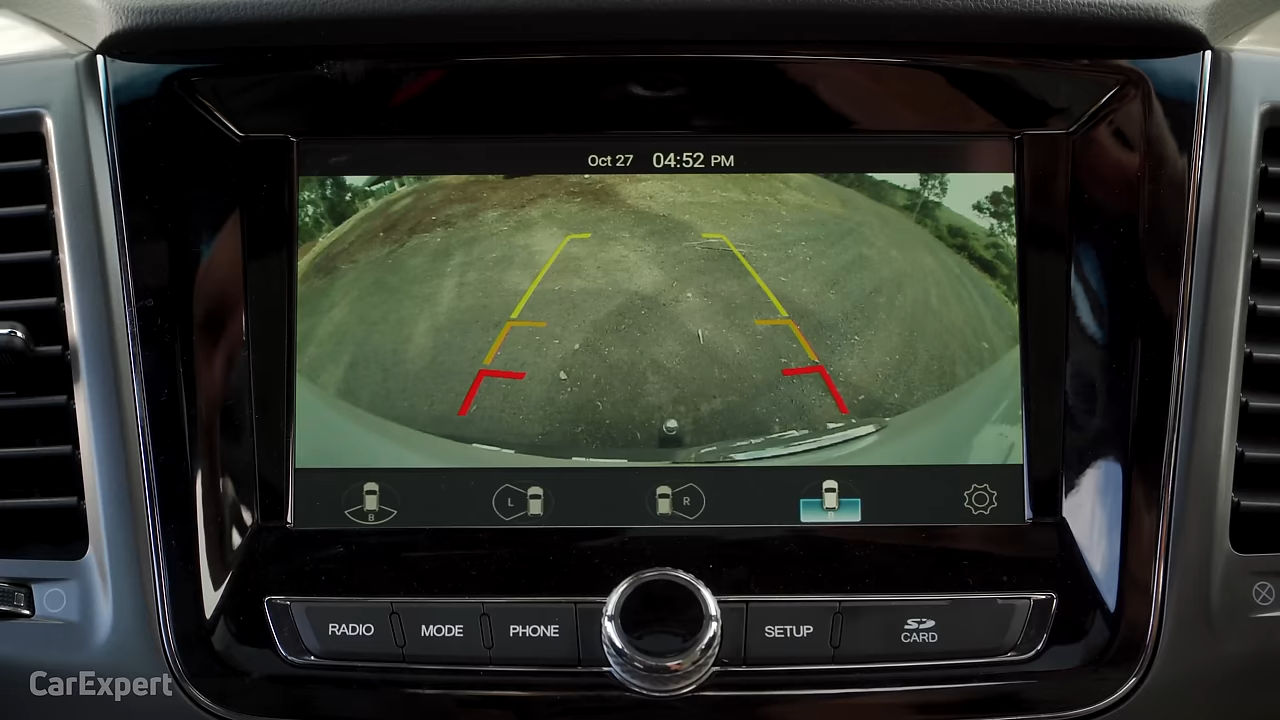 Oct 27 04:52 PM
B
L
R
RADIO
MODE
PHONE
SETUP
SD
CARD
CarExpert